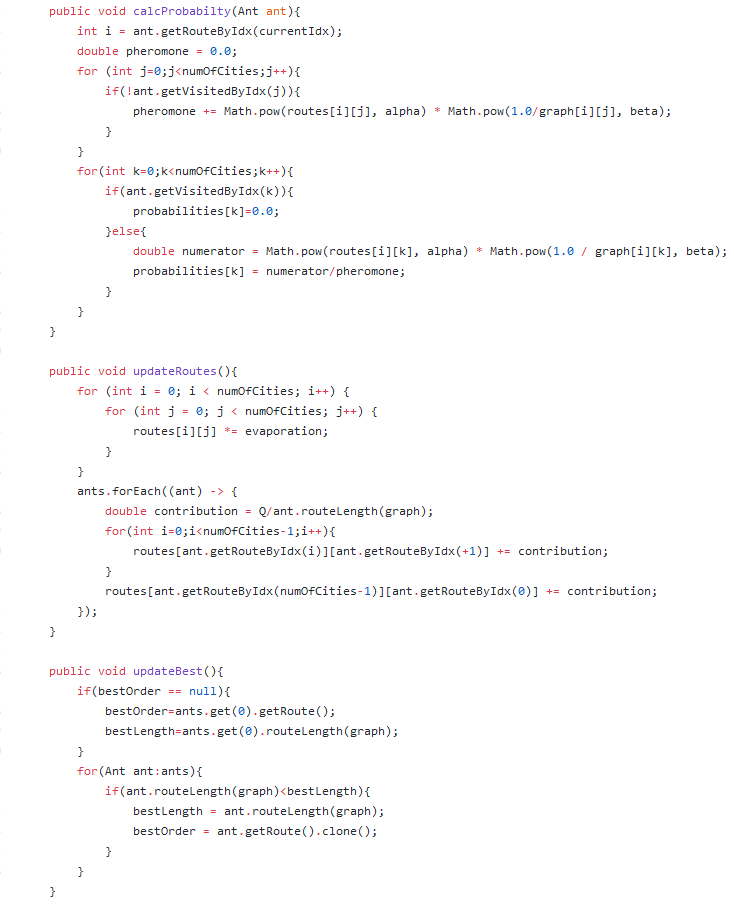 public void calcProbabilty(Ant ant){
    int i = ant.getRouteByIdx(currentIdx);
    double pheromone = 0.0;
    for (int j=0;j<numOfCities;j++){
        if(!ant.getVisitedByIdx(j)){
            pheromone += Math.pow(routes[i][j], alpha) * Math.pow(1.0/graph[i][j], beta);
        }
    }
    for(int k=0;k<numOfCities;k++){
        if(ant.getVisitedByIdx(k)){
            probabilities[k]=0.0;
        }else{
            double numerator = Math.pow(routes[i][k], alpha) * Math.pow(1.0 / graph[i][k], beta);
            probabilities[k] = numerator/pheromone;
        }
    }
}

public void updateRoutes(){
    for (int i = 0; i < numOfCities; i++) {
        for (int j = 0; j < numOfCities; j++) {
            routes[i][j] *= evaporation;
        }
    }
    ants.forEach((ant) -> {
        double contribution = Q/ant.routeLength(graph);
        for(int i=0;i<numOfCities-1;i++){
            routes[ant.getRouteByIdx(i)][ant.getRouteByIdx(+1)] += contribution;
        }
        routes[ant.getRouteByIdx(numOfCities-1)][ant.getRouteByIdx(0)] += contribution;
    });
}

public void updateBest(){
    if(bestOrder == null){
        bestOrder=ants.get(0).getRoute();
        bestLength=ants.get(0).routeLength(graph);
    }
    for(Ant ant:ants){
        if(ant.routeLength(graph)<bestLength){
            bestLength = ant.routeLength(graph);
            bestOrder = ant.getRoute().clone();
        }
    }
}